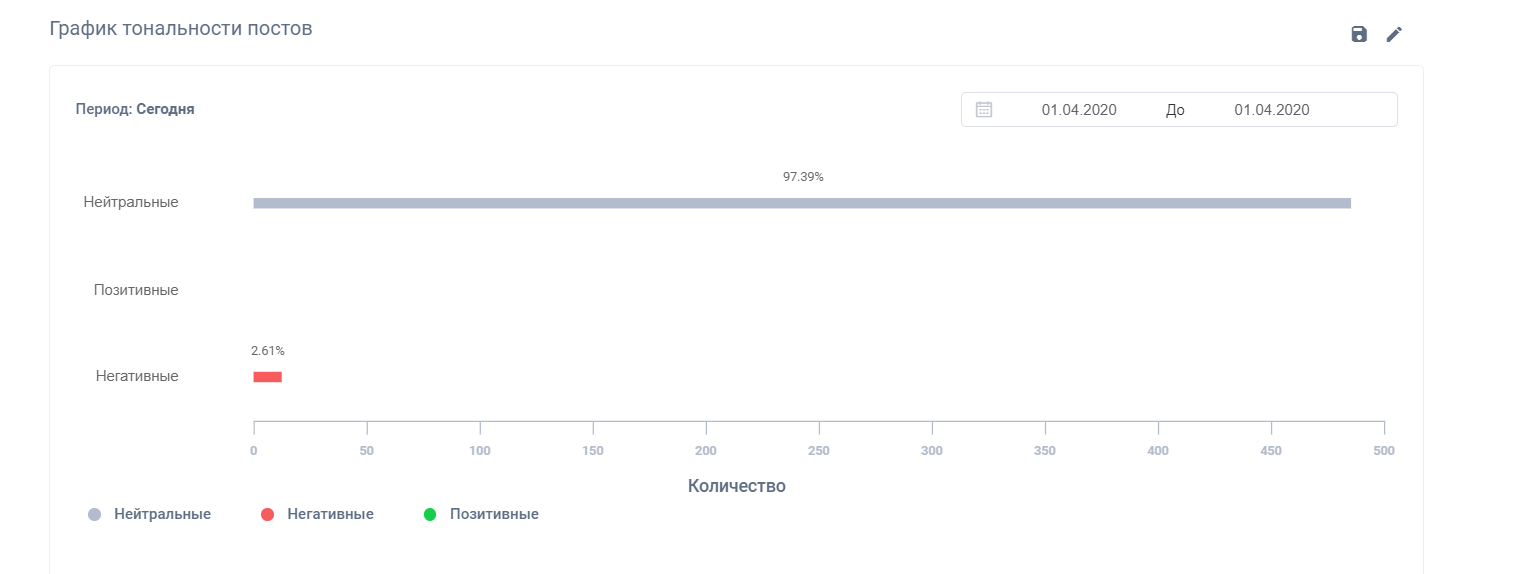 График тональности постов
Период: Сегодня
01.04.2020 До 01.04.2020
97.39%
Нейтральные
Позитивные
2.61%
Негативные
0 50 100 150 200 250 300 350 400 450 500
Количество
Нейтральные Негативные Позитивные